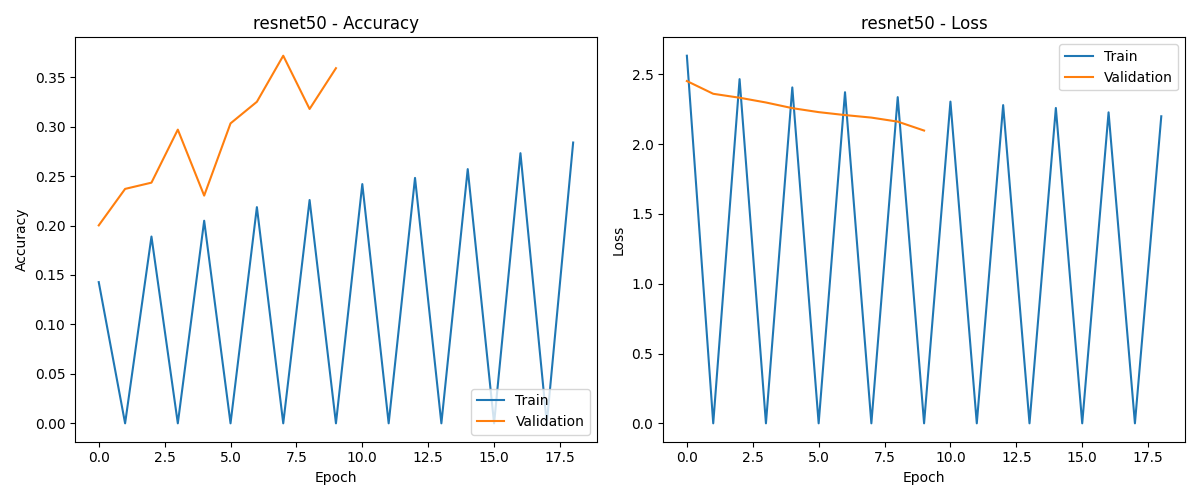 resnet50 - Accuracy
Accuracy
0.35
0.30
0.25
0.20
0.15
0.10
0.05
0.00
0.0 2.5 5.0 7.5 10.0 12.5 15.0 17.5
Epoch
Train
Validation
resnet50 - Loss
Loss
2.5
2.0
1.5
1.0
0.5
0.0
0.0 2.5 5.0 7.5 10.0 12.5 15.0 17.5
Epoch
Train
Validation